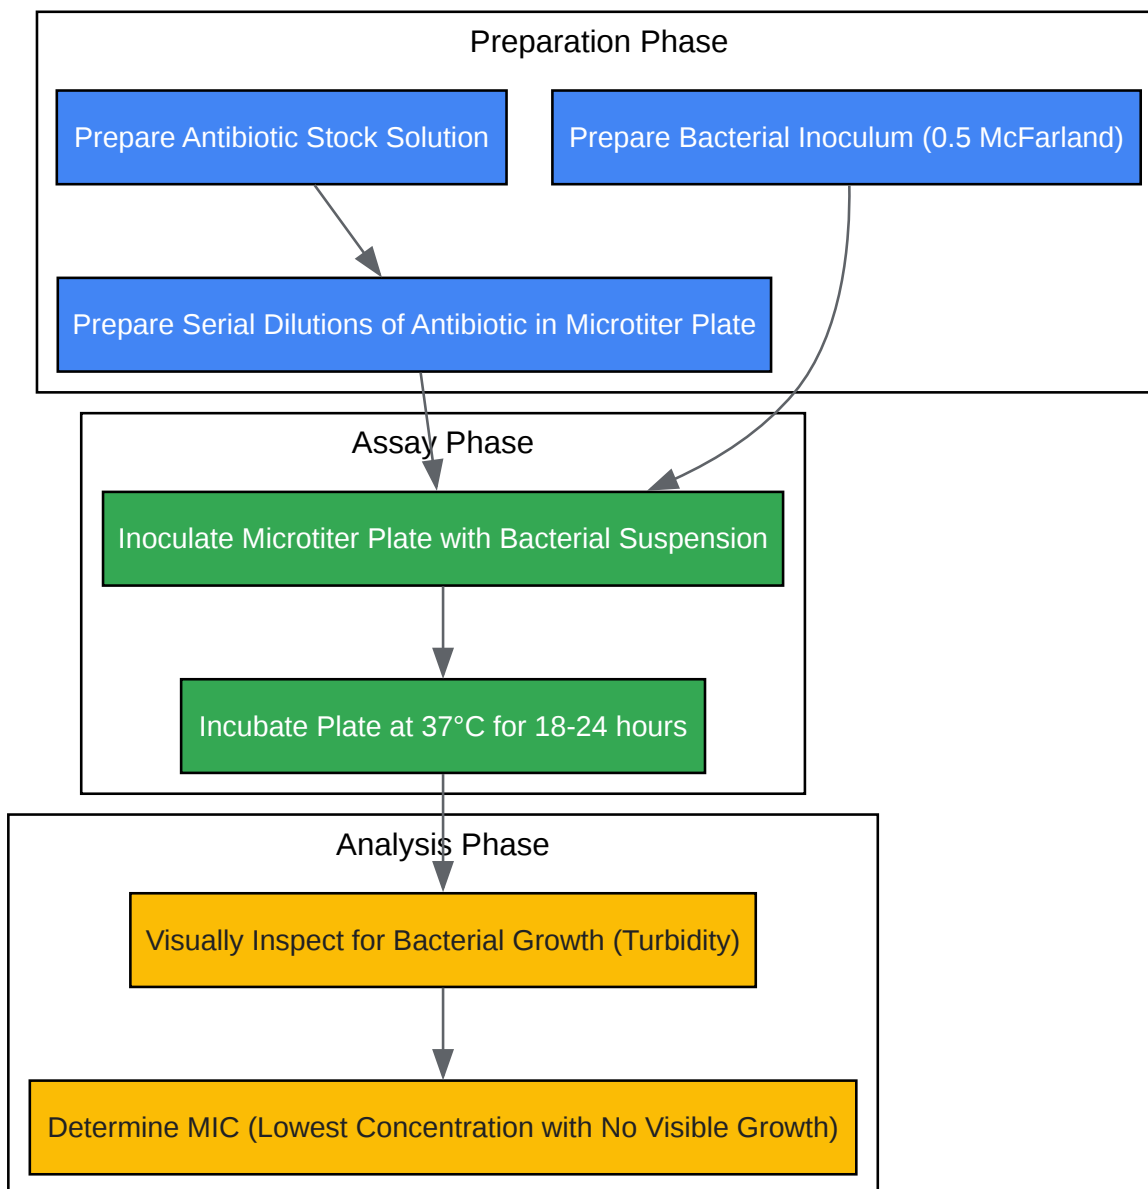 Preparation Phase
Prepare Antibiotic Stock Solution
Prepare Bacterial Inoculum (0.5 McFarland)
Prepare Serial Dilutions of Antibiotic in Microtiter Plate
Assay Phase
Inoculate Microtiter Plate with Bacterial Suspension
Incubate Plate at 37°C for 18-24 hours
Analysis Phase
Visually Inspect for Bacterial Growth (Turbidity)
Determine MIC (Lowest Concentration with No Visible Growth)